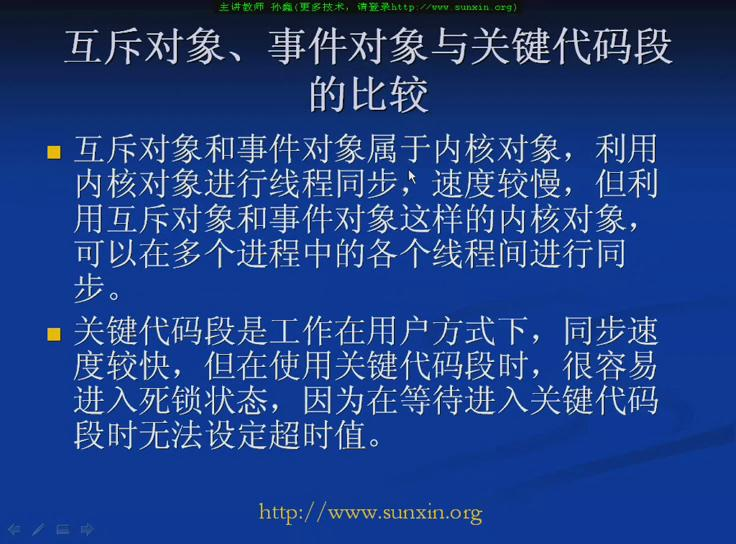 主讲教师 孙鑫(更多技术，请登录http://www.sunxin.org)
互斥对象、事件对象与关键代码段
的比较
互斥对象和事件对象属于内核对象，利用
内核对象进行线程同步，速度较慢，但利
用互斥对象和事件对象这样的内核对象，
可以在多个进程中的各个线程间进行同
步。
关键代码段是工作在用户方式下，同步速
度较快，但在使用关键代码段时，很容易
进入死锁状态，因为在等待进入关键代码
段时无法设定超时值。
http://www.sunxin.org